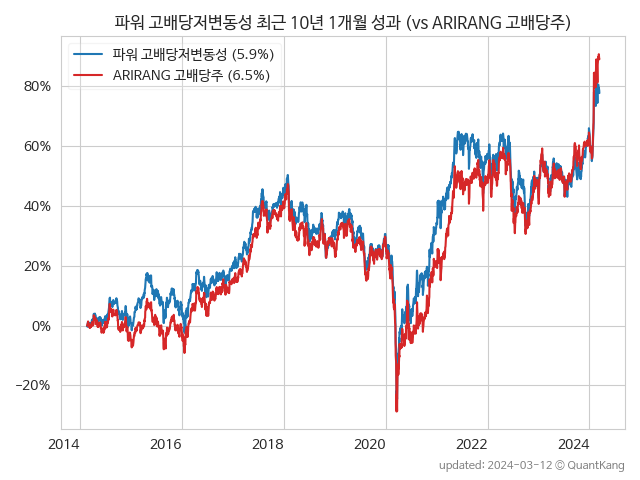 파워 고배당저변동성 최근 10년 1개월 성과 (vs ARIRANG 고배당주)
파워 고배당저변동성 (5.9%)
ARIRANG 고배당주 (6.5%)
80%
60%
40%
20%
0%
−20%
2014 2016 2018 2020 2022 2024
updated: 2024-03-12 © QuantKang